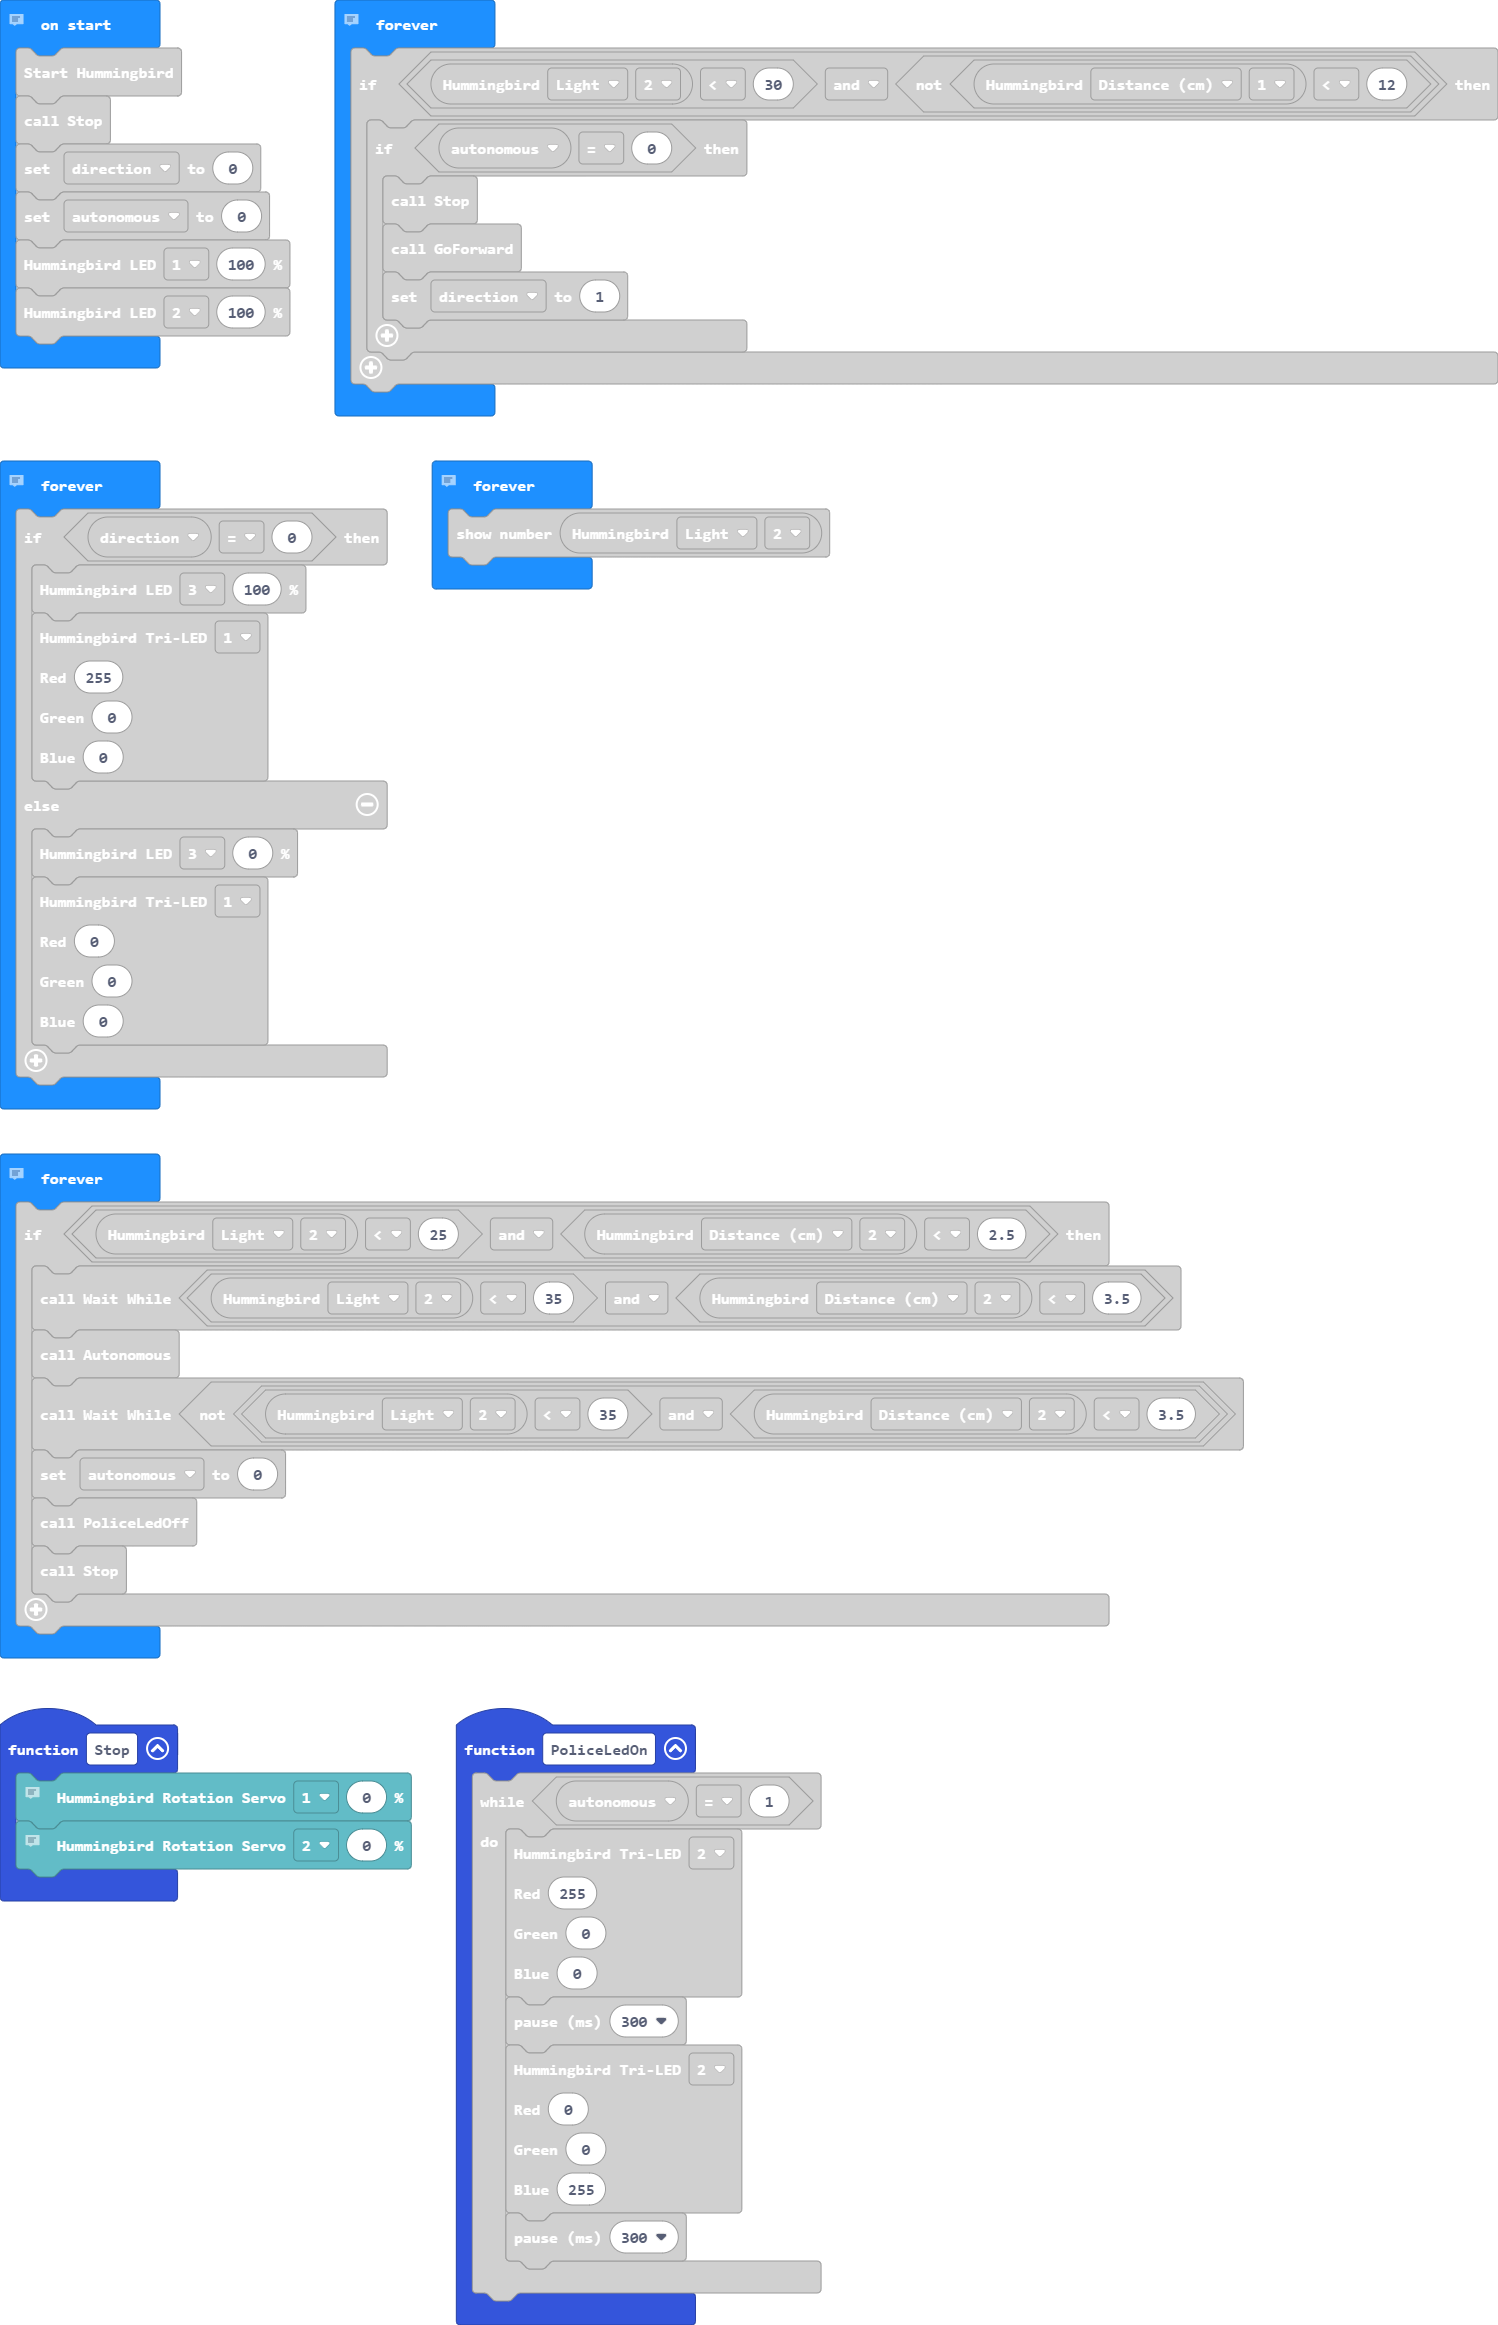 on start
Start Hummingbird
call Stop
set direction to 0
set autonomous to 0
Hummingbird LED 1 100 %
Hummingbird LED 2 100 %
forever
if Hummingbird Light 2 < 30 and not Hummingbird Distance (cm) 1 < 12 then
if autonomous = 0 then
call Stop
call GoForward
set direction to 1
forever
if direction = 0 then
Hummingbird LED 3 100 %
Hummingbird Tri-LED 1
Red 255
Green 0
Blue 0
else
Hummingbird LED 3 0 %
Hummingbird Tri-LED 1
Red 0
Green 0
Blue 0
forever
show number Hummingbird Light 2
forever
if Hummingbird Light 2 < 25 and Hummingbird Distance (cm) 2 < 2.5 then
call Wait While Hummingbird Light 2 < 35 and Hummingbird Distance (cm) 2 < 3.5
call Autonomous
call Wait While not Hummingbird Light 2 < 35 and Hummingbird Distance (cm) 2 < 3.5
set autonomous to 0
call PoliceLedOff
call Stop
function Stop
Hummingbird Rotation Servo 1 0 %
Hummingbird Rotation Servo 2 0 %
function PoliceLedOn
while autonomous = 1
do
Hummingbird Tri-LED 2
Red 255
Green 0
Blue 0
pause (ms) 300
Hummingbird Tri-LED 2
Red 0
Green 0
Blue 255
pause (ms) 300